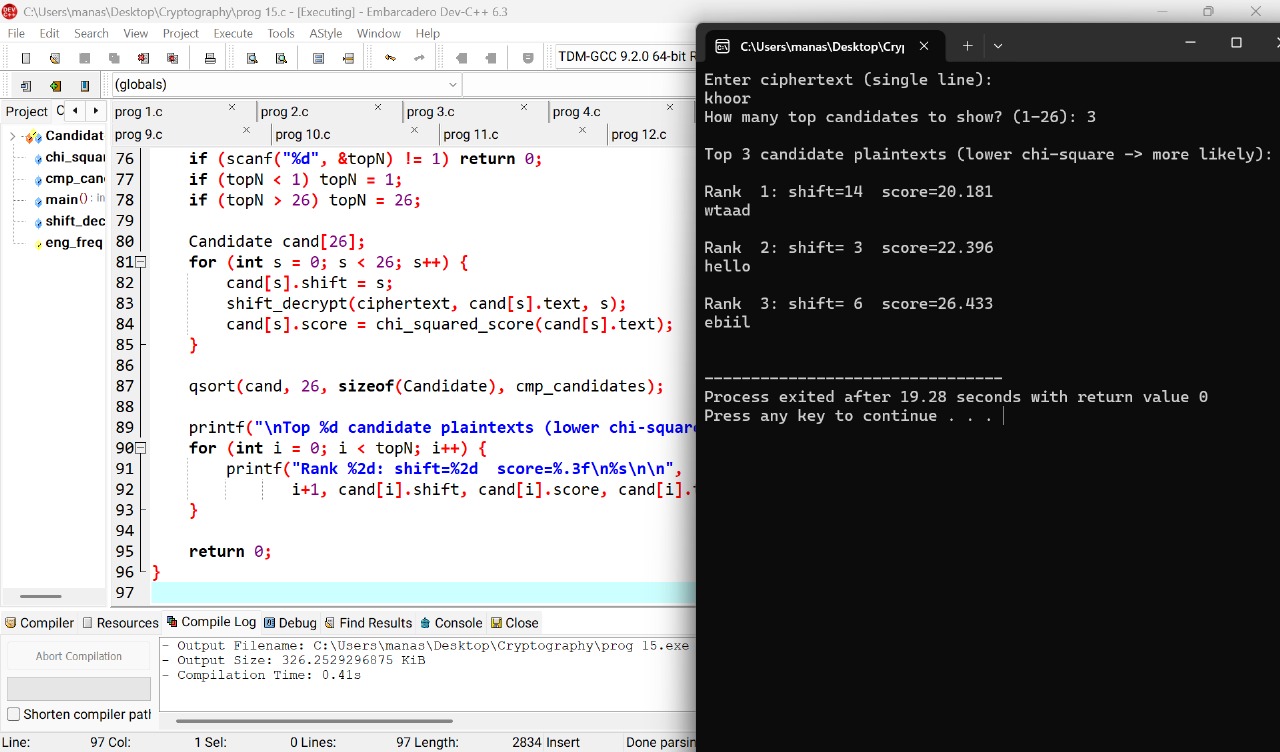 C:\Users\manas\Desktop\Cryptography\prog 15.c - [Executing] - Embarcadero Dev-C++ 6.3
File Edit Search View Project Execute Tools AStyle Window Help
TDM-GCC 9.2.0 64-bit R
(globals)
Project C
prog 1.c prog 2.c prog 3.c prog 4.c
prog 9.c prog 10.c prog 11.c prog 12.c
Candidat
chi_squar
cmp_can
main() : in
shift_dec
eng_freq
76 if (scanf("%d", &topN) != 1) return 0;
77 if (topN < 1) topN = 1;
78 if (topN > 26) topN = 26;
79
80 Candidate cand[26];
81 for (int s = 0; s < 26; s++) {
82 cand[s].shift = s;
83 shift_decrypt(ciphertext, cand[s].text, s);
84 cand[s].score = chi_squared_score(cand[s].text);
85 }
86
87 qsort(cand, 26, sizeof(Candidate), cmp_candidates);
88
89 printf("\nTop %d candidate plaintexts (lower chi-squar
90 for (int i = 0; i < topN; i++) {
91 printf("Rank %2d: shift=%2d  score=%.3f\n%s\n\n",
92 i+1, cand[i].shift, cand[i].score, cand[i].
93 }
94
95 return 0;
96 }
97
Compiler Resources Compile Log Debug Find Results Console Close
Abort Compilation
Shorten compiler path
- Output Filename: C:\Users\manas\Desktop\Cryptography\prog 15.exe
- Output Size: 326.2529296875 KiB
- Compilation Time: 0.41s
Line: 97 Col: 1 Sel: 0 Lines: 97 Length: 2834 Insert Done parsin
C:\Users\manas\Desktop\Cry
Enter ciphertext (single line):
khoor
How many top candidates to show? (1-26): 3
Top 3 candidate plaintexts (lower chi-square -> more likely):
Rank  1: shift=14  score=20.181
wtaad
Rank  2: shift= 3  score=22.396
hello
Rank  3: shift= 6  score=26.433
ebiil
--------------------------------
Process exited after 19.28 seconds with return value 0
Press any key to continue . . .